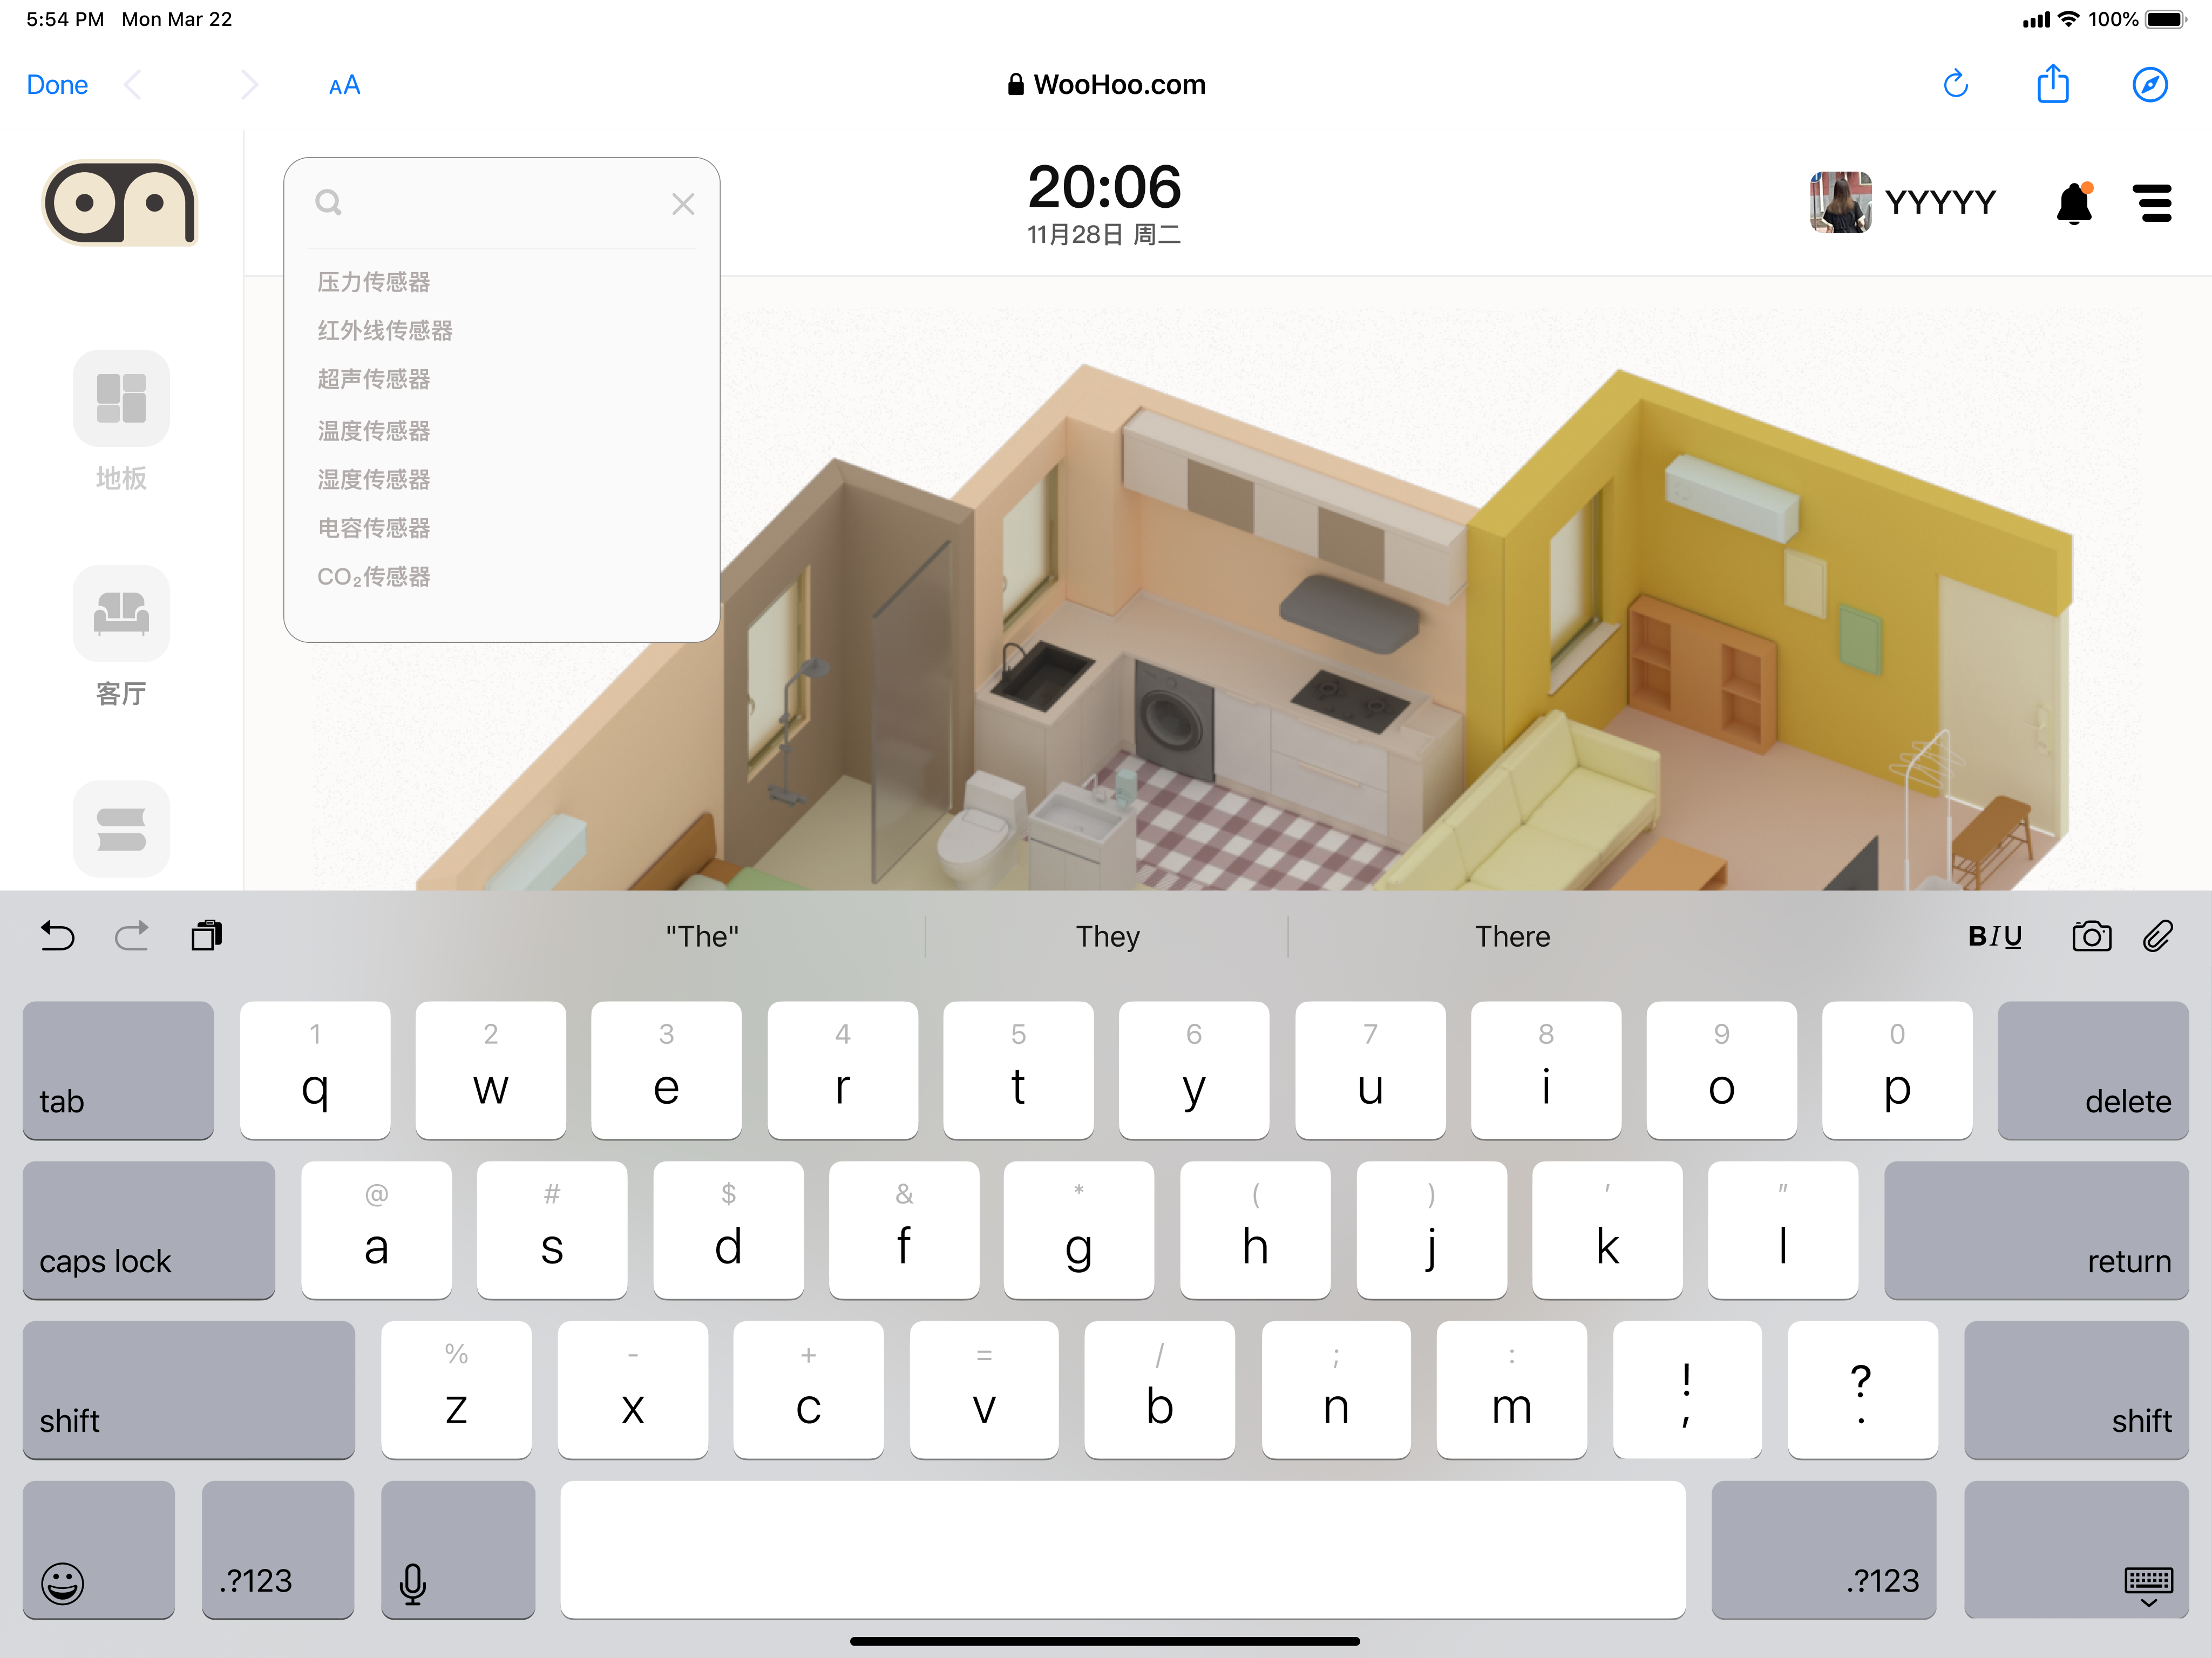 5:54 PM Mon Mar 22
100%
Done
AA
WooHoo.com
20:06
11月28日 周二
YYYYY
压力传感器
红外线传感器
超声传感器
温度传感器
湿度传感器
电容传感器
CO₂传感器
地板
客厅
"The"
They
There
BIU
1 2 3 4 5 6 7 8 9 0
tab q w e r t y u i o p delete
@ # $ & * ( ) ' "
caps lock a s d f g h j k l return
% - + = / ; : ! ?
shift z x c v b n m , . shift
.?123 .?123